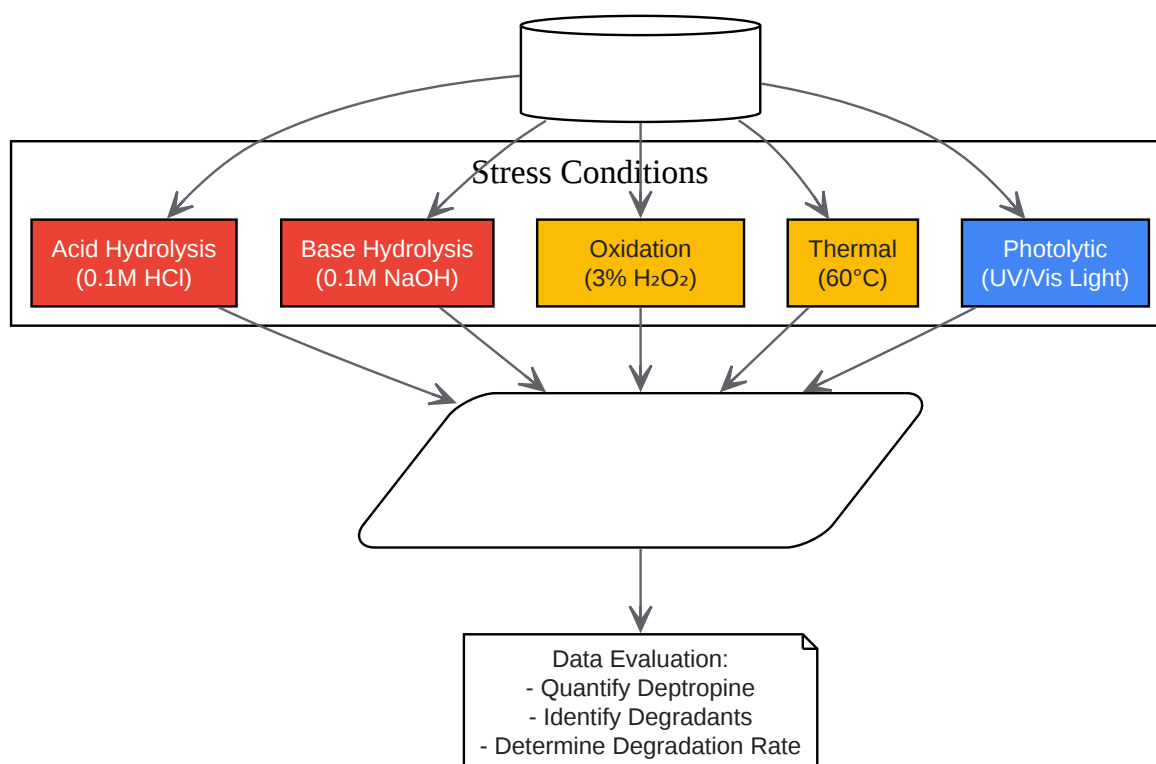 Stress Conditions
Acid Hydrolysis
(0.1M HCl)
Base Hydrolysis
(0.1M NaOH)
Oxidation
(3% H₂O₂)
Thermal
(60°C)
Photolytic
(UV/Vis Light)
Data Evaluation:
- Quantify Deptropine
- Identify Degradants
- Determine Degradation Rate